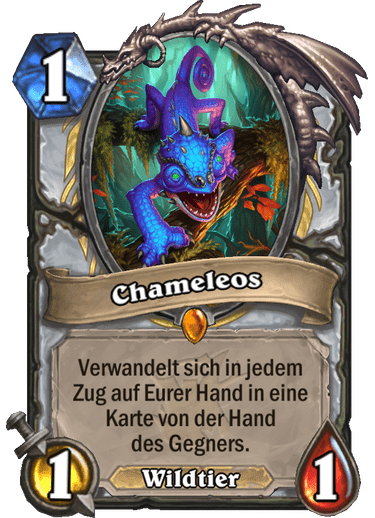 1
Chameleos
Verwandelt sich in jedem
Zug auf Eurer Hand in eine
Karte von der Hand
des Gegners.
1
Wildtier
1